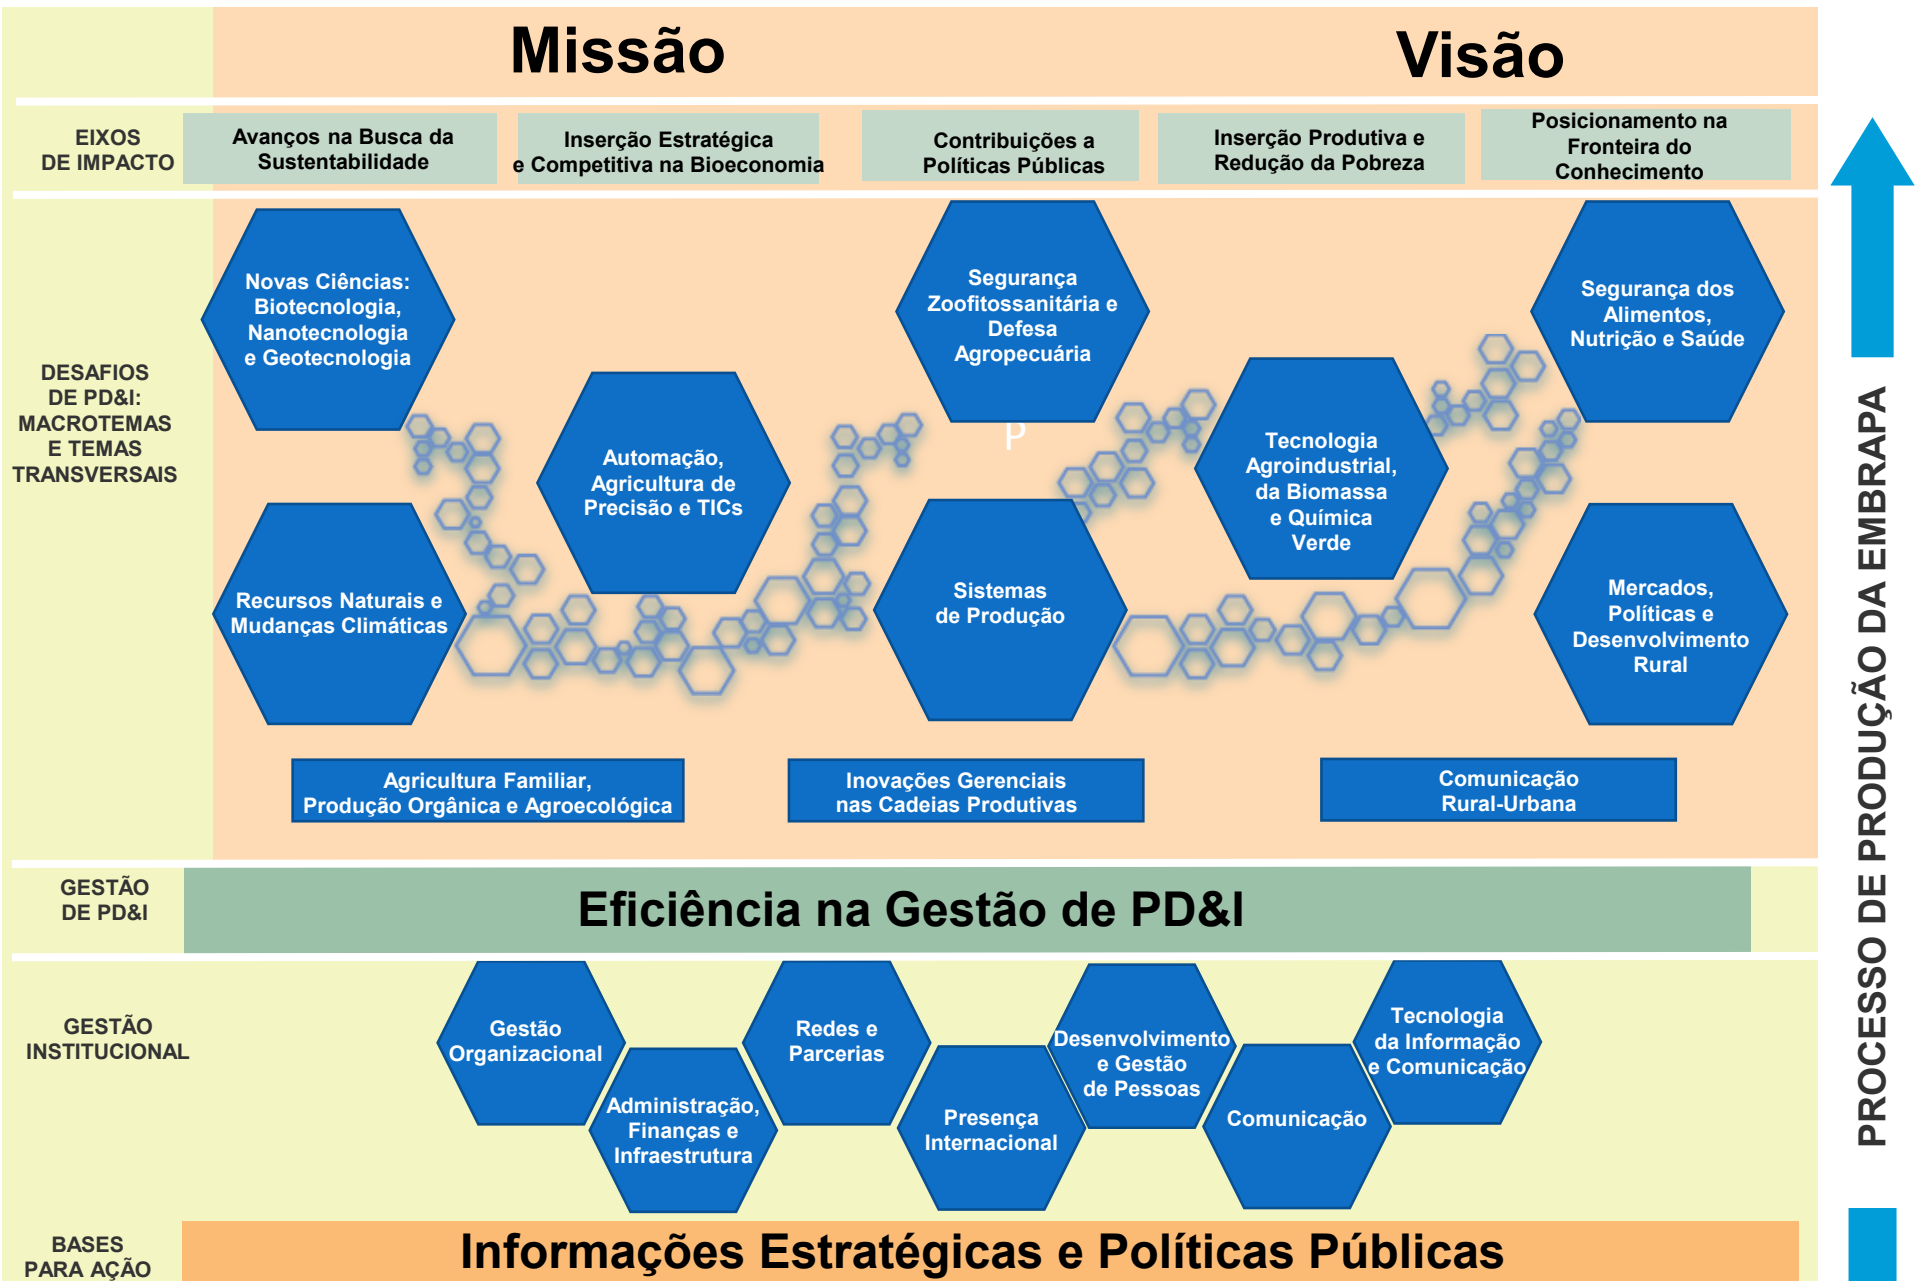 Missão
Visão
EIXOS
DE IMPACTO
Avanços na Busca da
Sustentabilidade
Inserção Estratégica
e Competitiva na Bioeconomia
Contribuições a
Políticas Públicas
Inserção Produtiva e
Redução da Pobreza
Posicionamento na
Fronteira do
Conhecimento
DESAFIOS
DE PD&I:
MACROTEMAS
E TEMAS
TRANSVERSAIS
Novas Ciências:
Biotecnologia,
Nanotecnologia
e Geotecnologia
Automação,
Agricultura de
Precisão e TICs
Segurança
Zoofitossanitária e
Defesa
Agropecuária
P
Tecnologia
Agroindustrial,
da Biomassa
e Química
Verde
Segurança dos
Alimentos,
Nutrição e Saúde
Recursos Naturais e
Mudanças Climáticas
Sistemas
de Produção
Mercados,
Políticas e
Desenvolvimento
Rural
Agricultura Familiar,
Produção Orgânica e Agroecológica
Inovações Gerenciais
nas Cadeias Produtivas
Comunicação
Rural-Urbana
GESTÃO
DE PD&I
Eficiência na Gestão de PD&I
GESTÃO
INSTITUCIONAL
Gestão
Organizacional
Administração,
Finanças e
Infraestrutura
Redes e
Parcerias
Presença
Internacional
Desenvolvimento
e Gestão
de Pessoas
Comunicação
Tecnologia
da Informação
e Comunicação
BASES
PARA AÇÃO
Informações Estratégicas e Políticas Públicas
PROCESSO DE PRODUÇÃO DA EMBRAPA